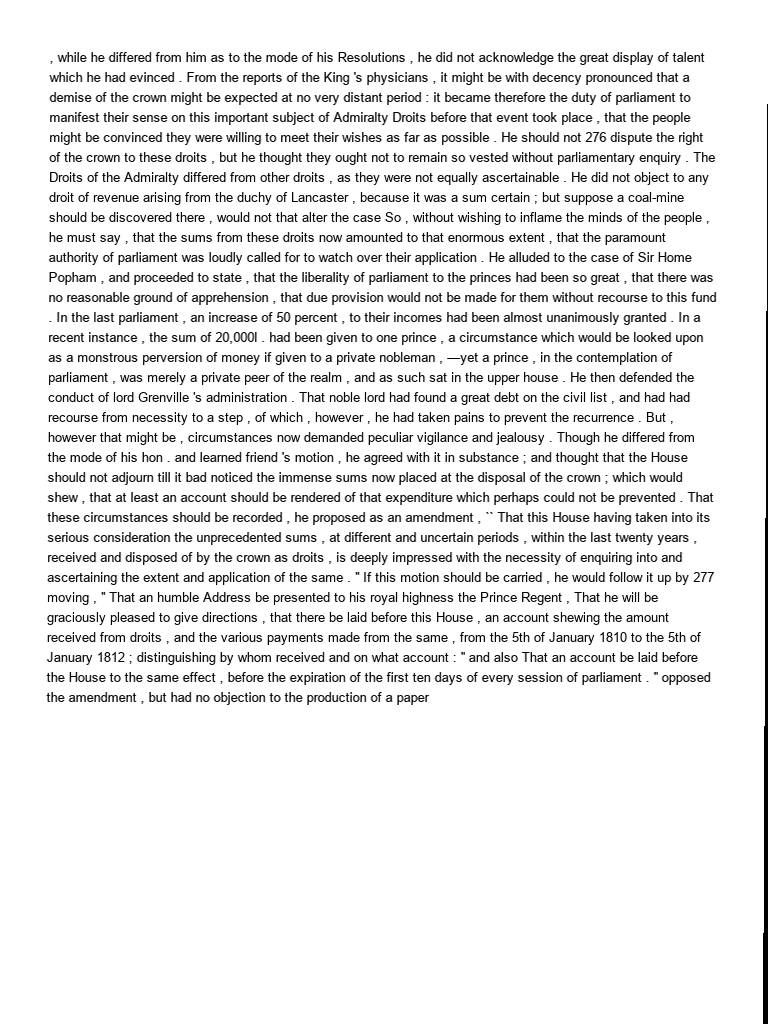 , while he differed from him as to the mode of his Resolutions , he did not acknowledge the great display of talent
which he had evinced . From the reports of the King 's physicians , it might be with decency pronounced that a
demise of the crown might be expected at no very distant period : it became therefore the duty of parliament to
manifest their sense on this important subject of Admiralty Droits before that event took place , that the people
might be convinced they were willing to meet their wishes as far as possible . He should not 276 dispute the right
of the crown to these droits , but he thought they ought not to remain so vested without parliamentary enquiry . The
Droits of the Admiralty differed from other droits , as they were not equally ascertainable . He did not object to any
droit of revenue arising from the duchy of Lancaster , because it was a sum certain ; but suppose a coal-mine
should be discovered there , would not that alter the case So , without wishing to inflame the minds of the people ,
he must say , that the sums from these droits now amounted to that enormous extent , that the paramount
authority of parliament was loudly called for to watch over their application . He alluded to the case of Sir Home
Popham , and proceeded to state , that the liberality of parliament to the princes had been so great , that there was
no reasonable ground of apprehension , that due provision would not be made for them without recourse to this fund
. In the last parliament , an increase of 50 percent , to their incomes had been almost unanimously granted . In a
recent instance , the sum of 20,000l . had been given to one prince , a circumstance which would be looked upon
as a monstrous perversion of money if given to a private nobleman , —yet a prince , in the contemplation of
parliament , was merely a private peer of the realm , and as such sat in the upper house . He then defended the
conduct of lord Grenville 's administration . That noble lord had found a great debt on the civil list , and had had
recourse from necessity to a step , of which , however , he had taken pains to prevent the recurrence . But ,
however that might be , circumstances now demanded peculiar vigilance and jealousy . Though he differed from
the mode of his hon . and learned friend 's motion , he agreed with it in substance ; and thought that the House
should not adjourn till it bad noticed the immense sums now placed at the disposal of the crown ; which would
shew , that at least an account should be rendered of that expenditure which perhaps could not be prevented . That
these circumstances should be recorded , he proposed as an amendment , `` That this House having taken into its
serious consideration the unprecedented sums , at different and uncertain periods , within the last twenty years ,
received and disposed of by the crown as droits , is deeply impressed with the necessity of enquiring into and
ascertaining the extent and application of the same . " If this motion should be carried , he would follow it up by 277
moving , " That an humble Address be presented to his royal highness the Prince Regent , That he will be
graciously pleased to give directions , that there be laid before this House , an account shewing the amount
received from droits , and the various payments made from the same , from the 5th of January 1810 to the 5th of
January 1812 ; distinguishing by whom received and on what account : " and also That an account be laid before
the House to the same effect , before the expiration of the first ten days of every session of parliament . " opposed
the amendment , but had no objection to the production of a paper